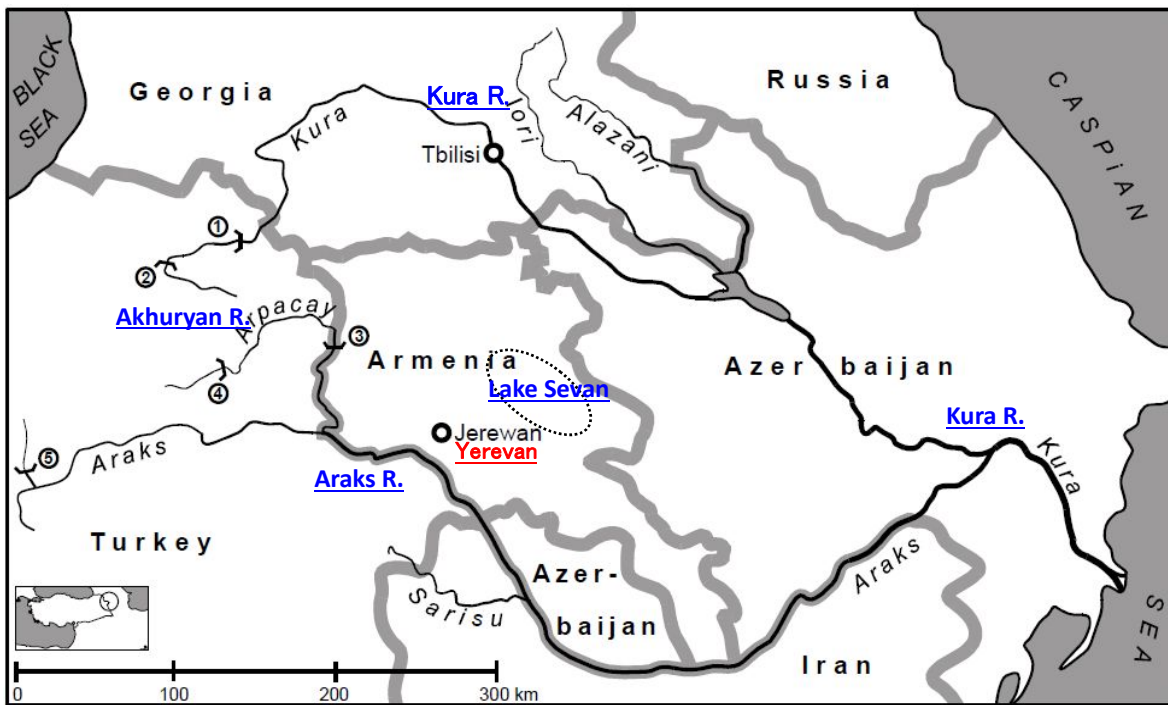 BLACK
SEA
Georgia
Kura
Kura R.
Iori
Alazani
Russia
CASPiAN
SEA
Tbilisi
①
②
Akhuryan R.
Arpacay
③
④
Armenia
Lake Sevan
Azer baijan
Jerewan
Yerevan
Kura R.
Kura
⑤
Araks
Araks R.
Turkey
Sarisu
Azer-
baijan
Araks
Iran
0 100 200 300 km